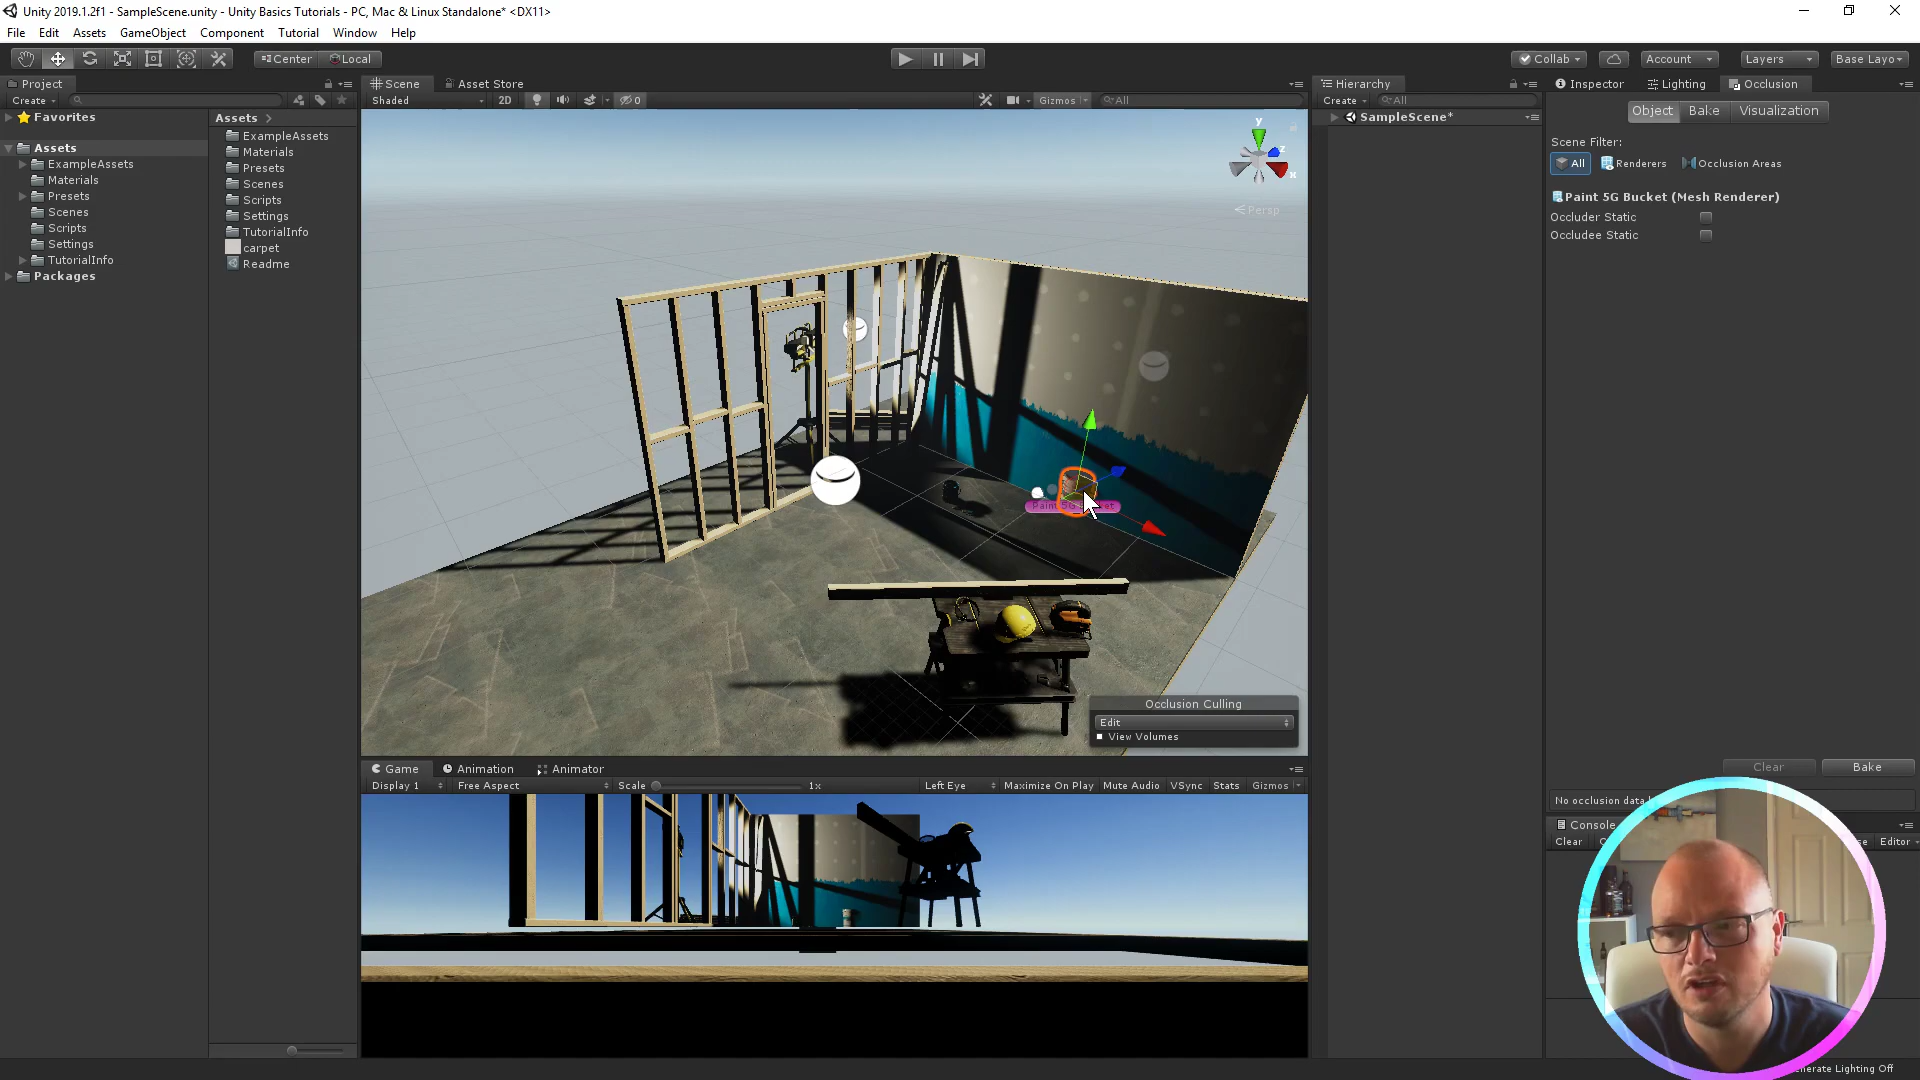 Unity 2019.1.2f1 - SampleScene.unity - Unity Basics Tutorials - PC, Mac & Linux Standalone* <DX11>
File Edit Assets GameObject Component Tutorial Window Help
Center Local Collab Account Layers Base Layo
Project
Create
Favorites
Assets
ExampleAssets
Materials
Presets
Scenes
Scripts
Settings
TutorialInfo
Packages
Assets
ExampleAssets
Materials
Presets
Scenes
Scripts
Settings
TutorialInfo
carpet
Readme
Scene Asset Store
Shaded 2D 0 Gizmos All
y
z
x
Persp
Occlusion Culling
Edit
View Volumes
Game Animation Animator
Display 1 Free Aspect Scale 1x Left Eye Maximize On Play Mute Audio VSync Stats Gizmos
Hierarchy
Create All
SampleScene*
Inspector Lighting Occlusion
Object Bake Visualization
Scene Filter:
All Renderers Occlusion Areas
Paint 5G Bucket (Mesh Renderer)
Occluder Static
Occludee Static
Clear Bake
No occlusion data
Console
Clear Editor
Lighting Off